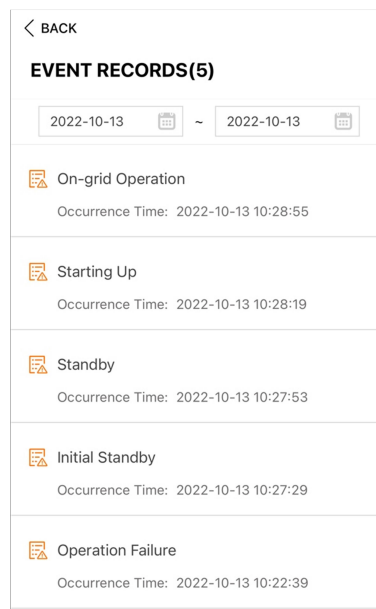 BACK
EVENT RECORDS(5)
2022-10-13 ~ 2022-10-13
On-grid Operation
Occurrence Time: 2022-10-13 10:28:55
Starting Up
Occurrence Time: 2022-10-13 10:28:19
Standby
Occurrence Time: 2022-10-13 10:27:53
Initial Standby
Occurrence Time: 2022-10-13 10:27:29
Operation Failure
Occurrence Time: 2022-10-13 10:22:39